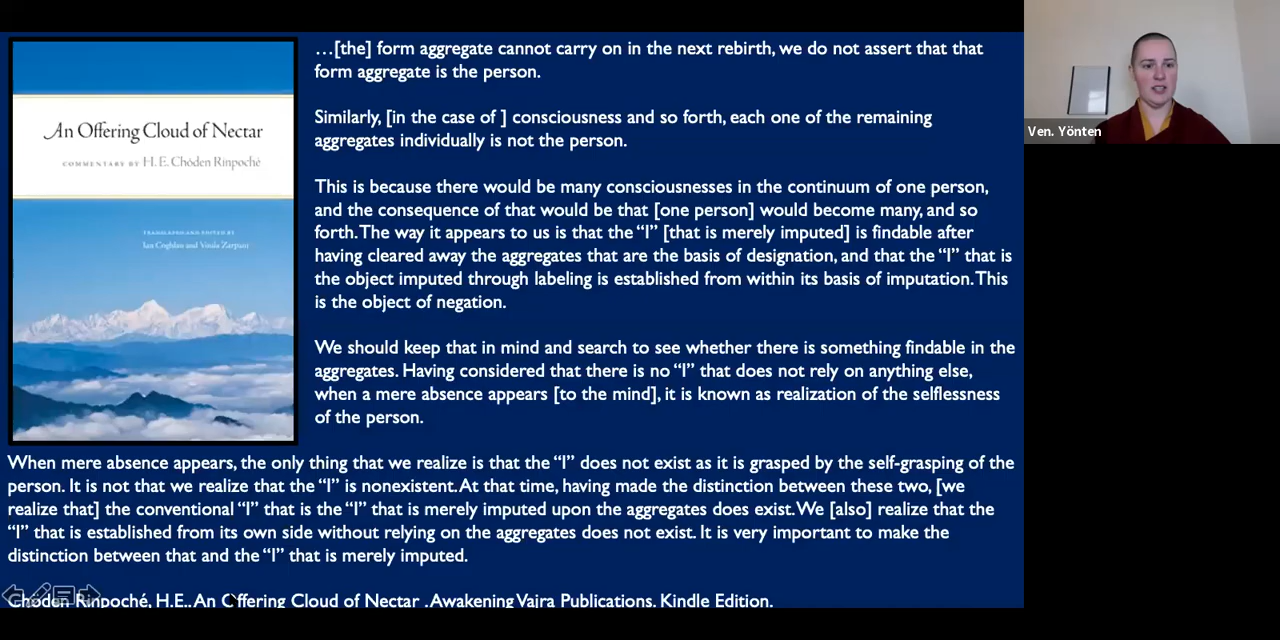 An Offering Cloud of Nectar
COMMENTARY BY H. E. Chöden Rinpoché
TRANSLATED AND EDITED BY
Ian Coghlan and Voula Zarpani
…[the] form aggregate cannot carry on in the next rebirth, we do not assert that that
form aggregate is the person.
Similarly, [in the case of ] consciousness and so forth, each one of the remaining
aggregates individually is not the person.
This is because there would be many consciousnesses in the continuum of one person,
and the consequence of that would be that [one person] would become many, and so
forth. The way it appears to us is that the “I” [that is merely imputed] is findable after
having cleared away the aggregates that are the basis of designation, and that the “I” that is
the object imputed through labeling is established from within its basis of imputation. This
is the object of negation.
We should keep that in mind and search to see whether there is something findable in the
aggregates. Having considered that there is no “I” that does not rely on anything else,
when a mere absence appears [to the mind], it is known as realization of the selflessness
of the person.
When mere absence appears, the only thing that we realize is that the “I” does not exist as it is grasped by the self-grasping of the
person. It is not that we realize that the “I” is nonexistent. At that time, having made the distinction between these two, [we
realize that] the conventional “I” that is the “I” that is merely imputed upon the aggregates does exist. We [also] realize that the
“I” that is established from its own side without relying on the aggregates does not exist. It is very important to make the
distinction between that and the “I” that is merely imputed.
Choden Rinpoché, H.E.. An Offering Cloud of Nectar . Awakening Vajra Publications. Kindle Edition.
Ven. Yönten